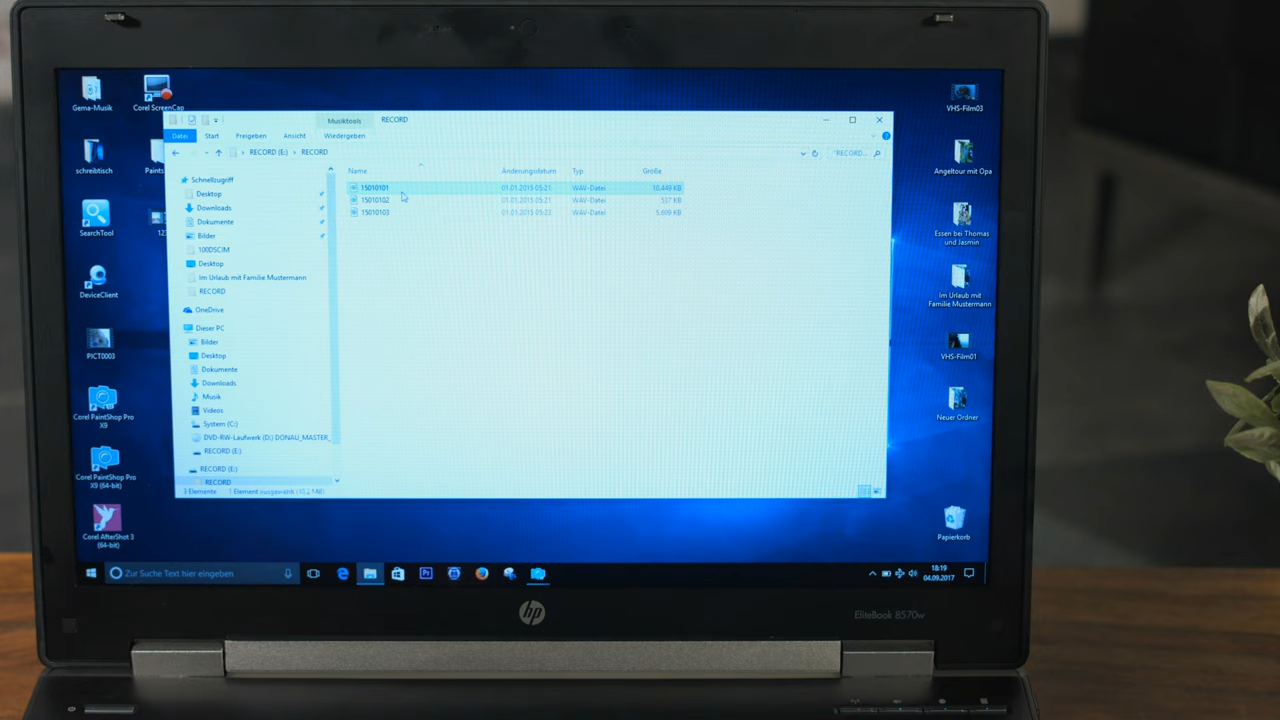 Gema-Musik
Corel ScreenCap
schreibtisch
Paints
SearchTool
123
DeviceClient
PICT0003
Corel PaintShop Pro
X9
Corel PaintShop Pro
X9 (64-bit)
Corel AfterShot 3
(64-bit)
Musiktools
RECORD
Datei
Start
Freigeben
Ansicht
Wiedergeben
RECORD (E:)
RECORD
"RECORD...
Schnellzugriff
Desktop
Downloads
Dokumente
Bilder
100DSCIM
Desktop
Im Urlaub mit Familie Mustermann
RECORD
OneDrive
Dieser PC
Bilder
Desktop
Dokumente
Downloads
Musik
Videos
System (C:)
DVD-RW-Laufwerk (D:) DONAU_MASTER_
RECORD (E:)
RECORD (E:)
RECORD
3 Elemente 1 Element ausgewählt (10,2 MB)
Name Änderungsdatum Typ Größe
15010101 01.01.2015 05:21 WAV-Datei 10.449 KB
15010102 01.01.2015 05:21 WAV-Datei 537 KB
15010103 01.01.2015 05:23 WAV-Datei 5.609 KB
VHS-Film03
Angeltour mit Opa
Essen bei Thomas
und Jasmin
Im Urlaub mit
Familie Mustermann
VHS-Film01
Neuer Ordner
Papierkorb
Zur Suche Text hier eingeben
Pr
18:19
04.09.2017
hp
EliteBook 8570w